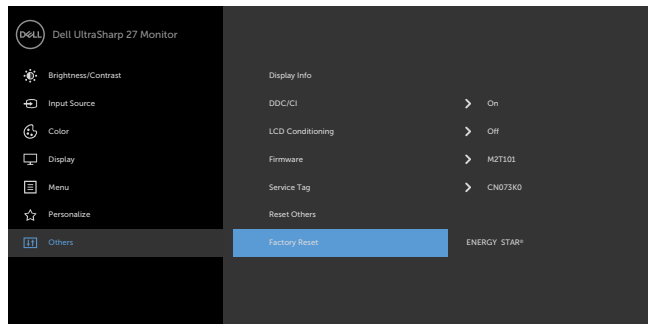 DELL Dell UltraSharp 27 Monitor
Brightness/Contrast Display Info
Input Source DDC/CI On
Color LCD Conditioning Off
Display Firmware M2T101
Menu Service Tag CN073K0
Personalize Reset Others
Others Factory Reset ENERGY STAR®